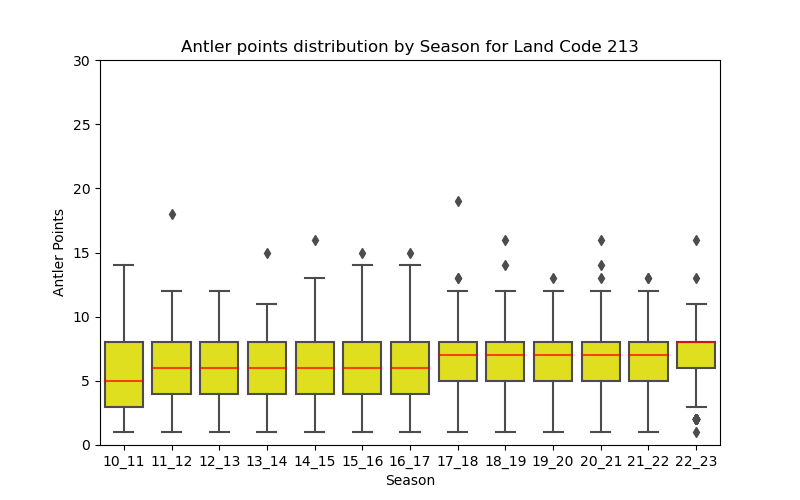 Antler points distribution by Season for Land Code 213
Antler Points
30
25
20
15
10
5
0
10_11 11_12 12_13 13_14 14_15 15_16 16_17 17_18 18_19 19_20 20_21 21_22 22_23
Season